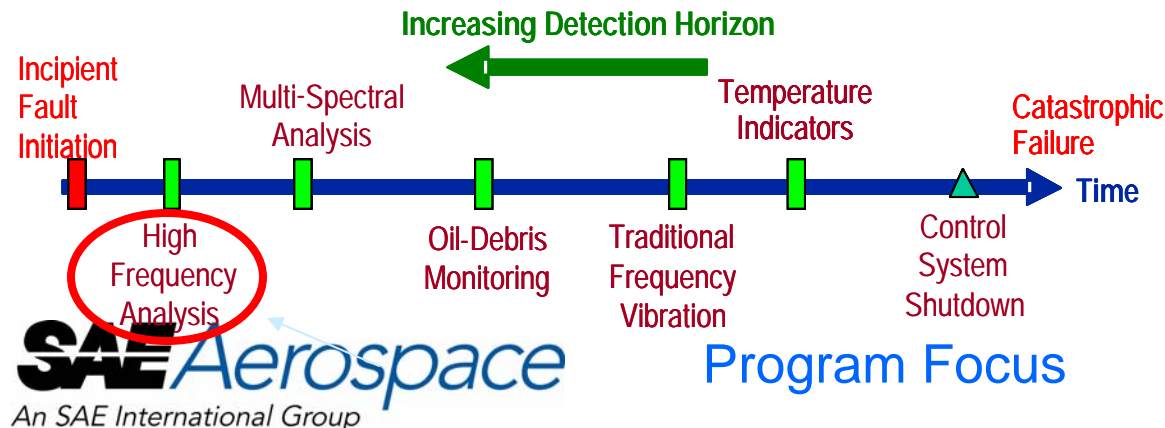 Increasing Detection Horizon
Incipient
Fault
Initiation
Multi-Spectral
Analysis
Temperature
Indicators
Catastrophic
Failure
Time
High
Frequency
Analysis
Oil-Debris
Monitoring
Traditional
Frequency
Vibration
Control
System
Shutdown
SAE Aerospace
An SAE International Group
Program Focus